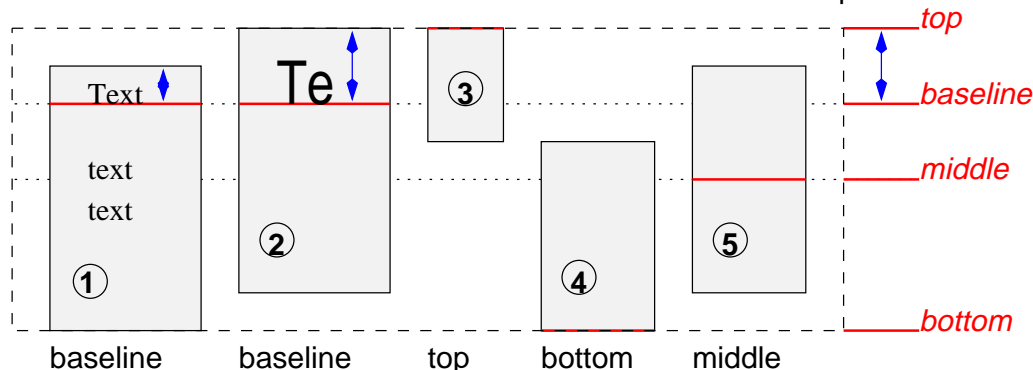 top
Text
Te
3
baseline
text
middle
text
2
5
1
4
bottom
baseline baseline top bottom middle